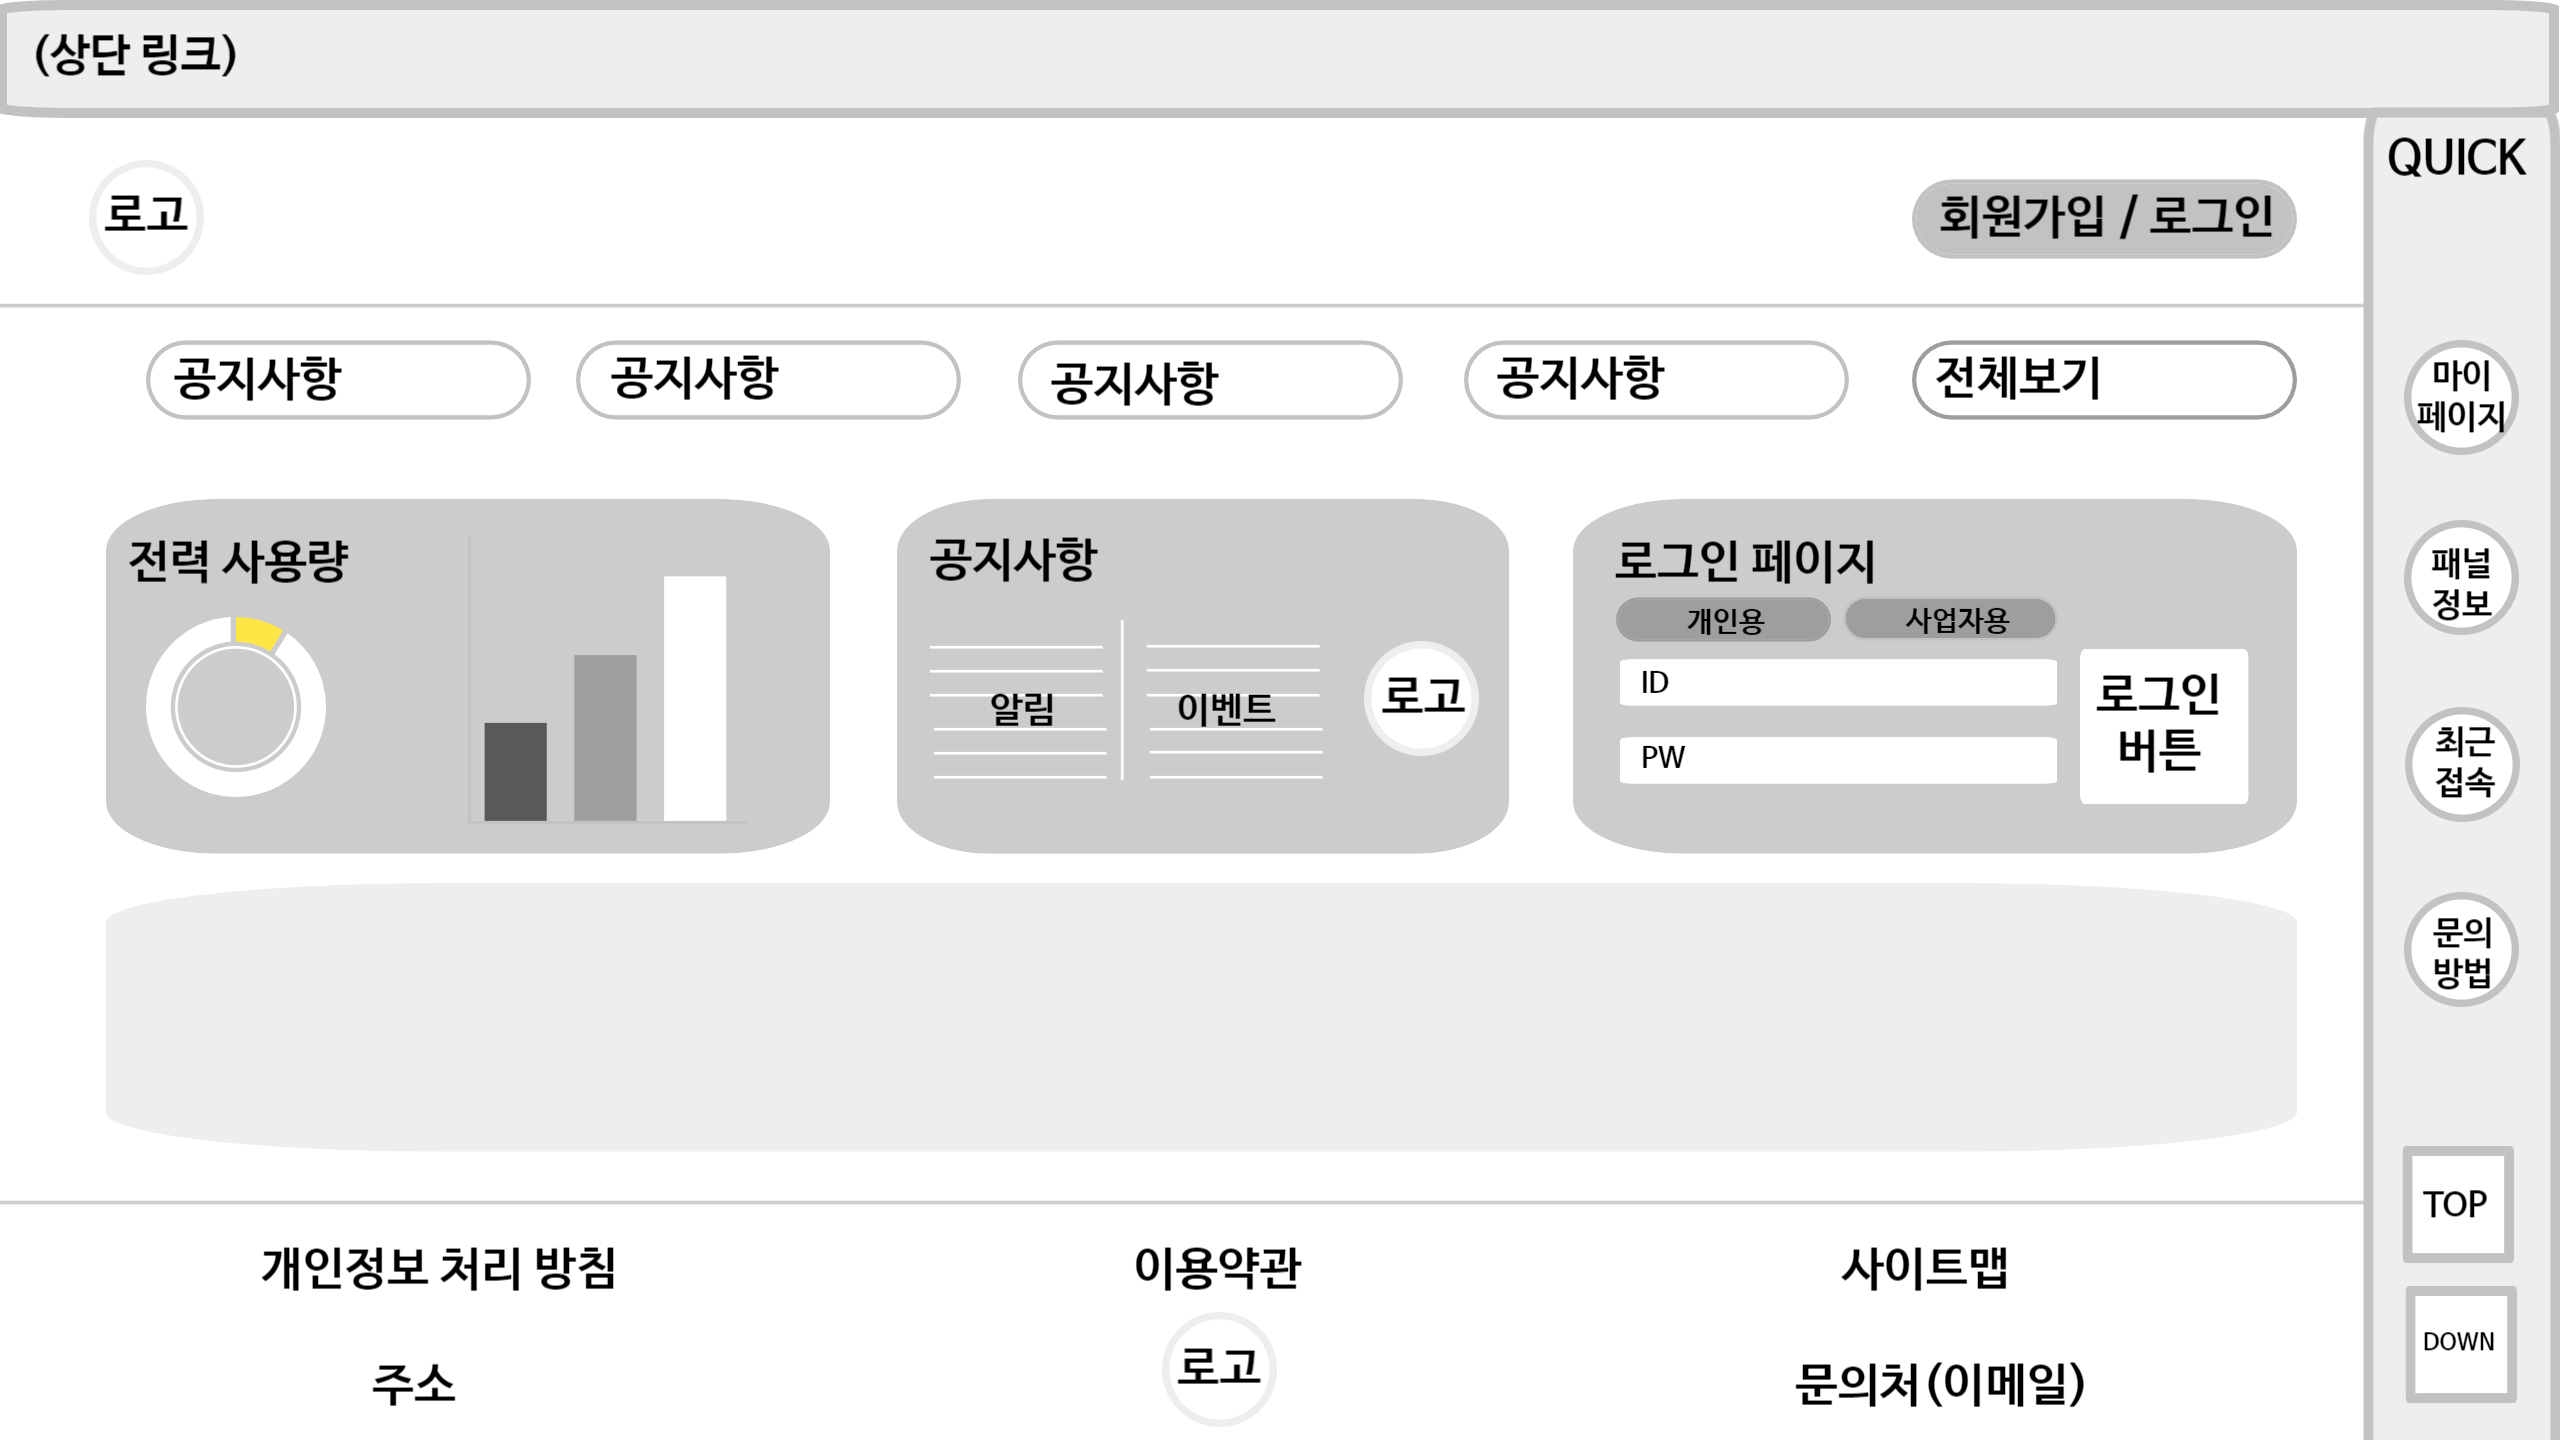 (상단 링크)
QUICK
로고
회원가입 / 로그인
공지사항
공지사항
공지사항
공지사항
전체보기
마이
페이지
패널
정보
최근
접속
문의
방법
전력 사용량
공지사항
알림
이벤트
로고
로그인 페이지
개인용
사업자용
ID
PW
로그인
버튼
TOP
DOWN
개인정보 처리 방침
이용약관
사이트맵
주소
로고
문의처(이메일)